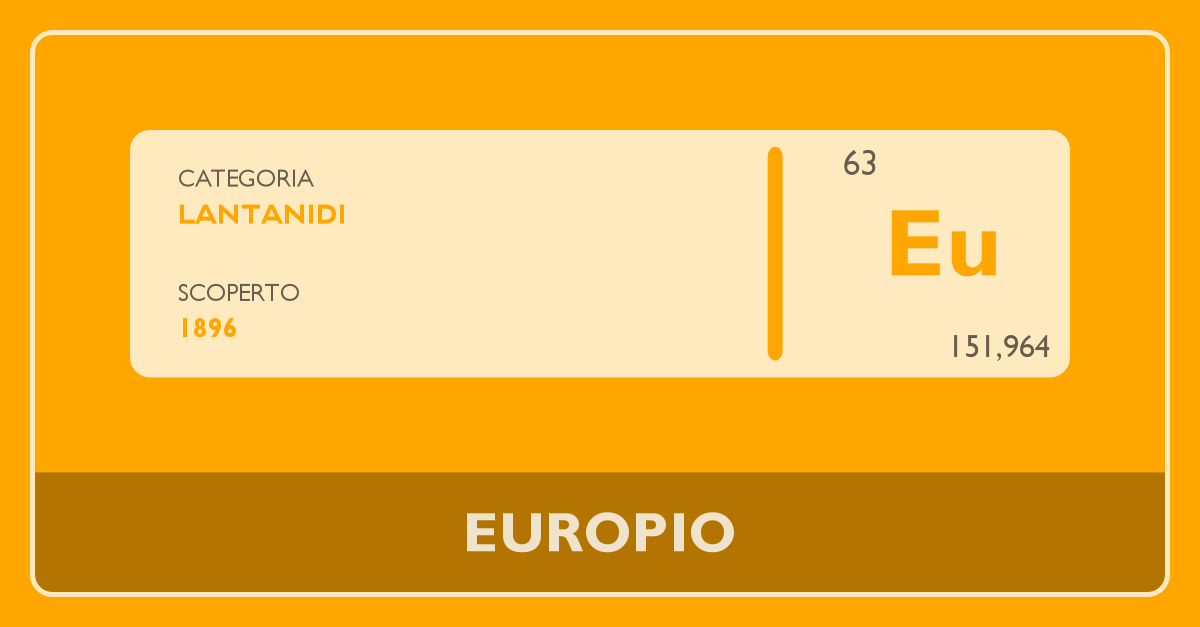 CATEGORIA
LANTANIDI
SCOPERTO
1896
63
Eu
151,964
EUROPIO